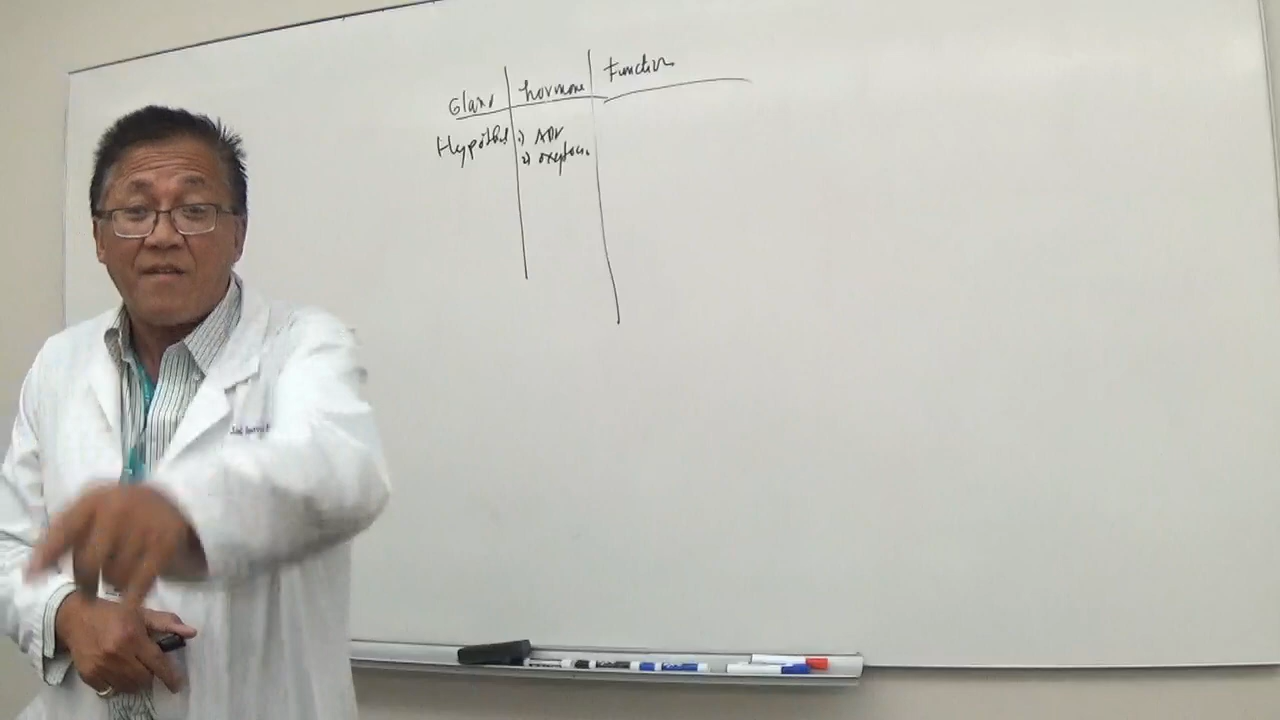 Gland hormone Function
Hypothal 1) ADH
2) oxytocin